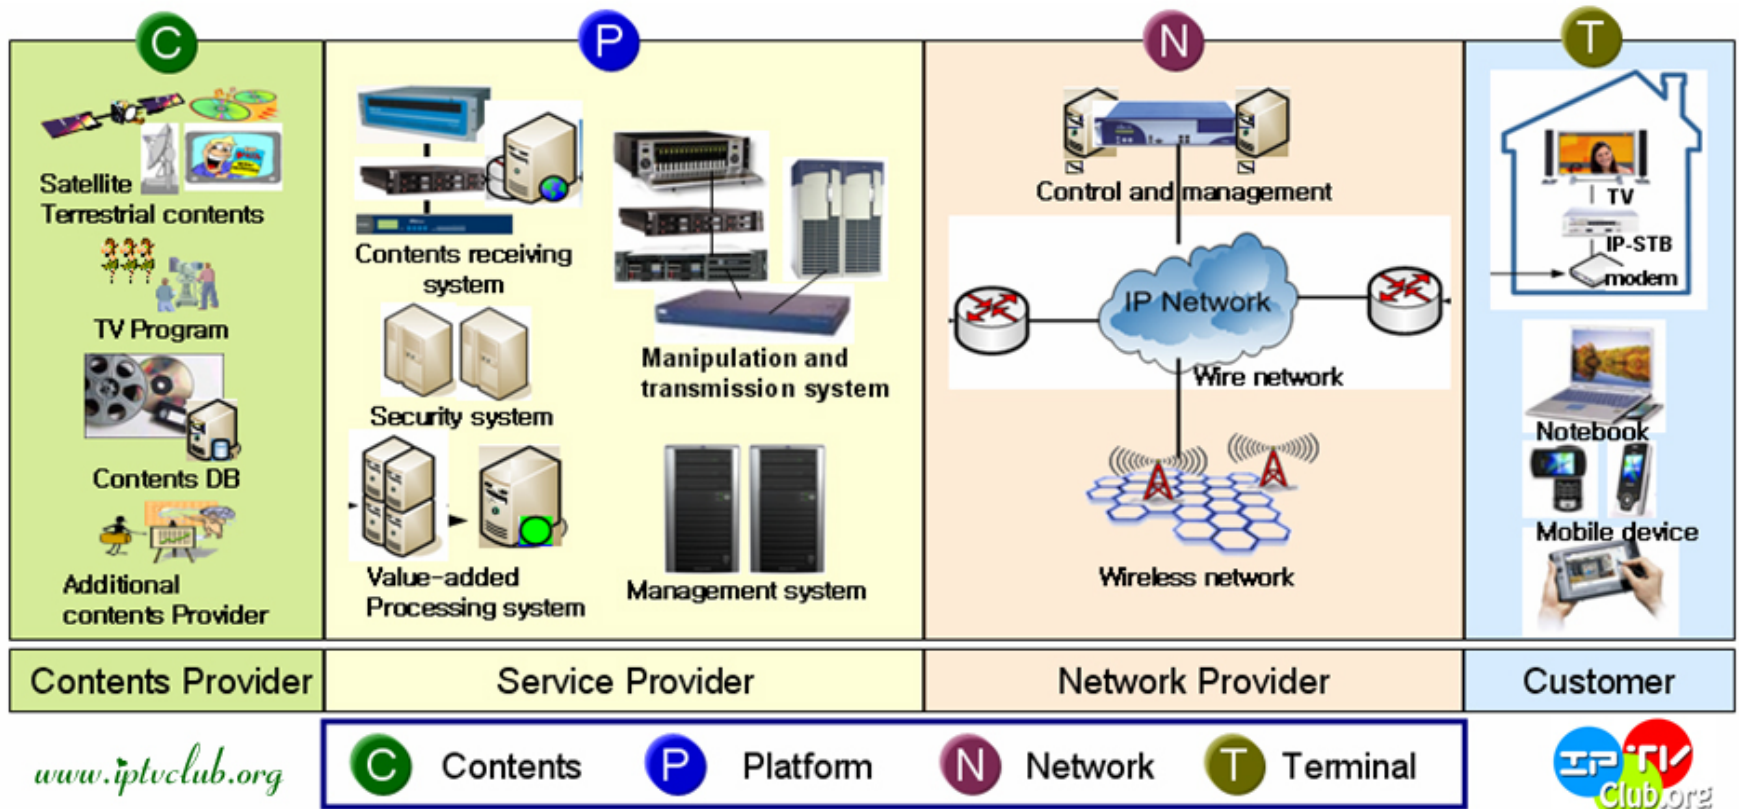 C
P
N
T
Satellite
Terrestrial contents
TV Program
Contents DB
Additional
contents Provider
Contents receiving
system
Security system
Value-added
Processing system
Manipulation and
transmission system
Management system
Control and management
IP Network
Wire network
Wireless network
TV
IP-STB
modem
Notebook
Mobile device
Contents Provider
Service Provider
Network Provider
Customer
www.iptvclub.org
C Contents
P Platform
N Network
T Terminal
IPTV
Club.org